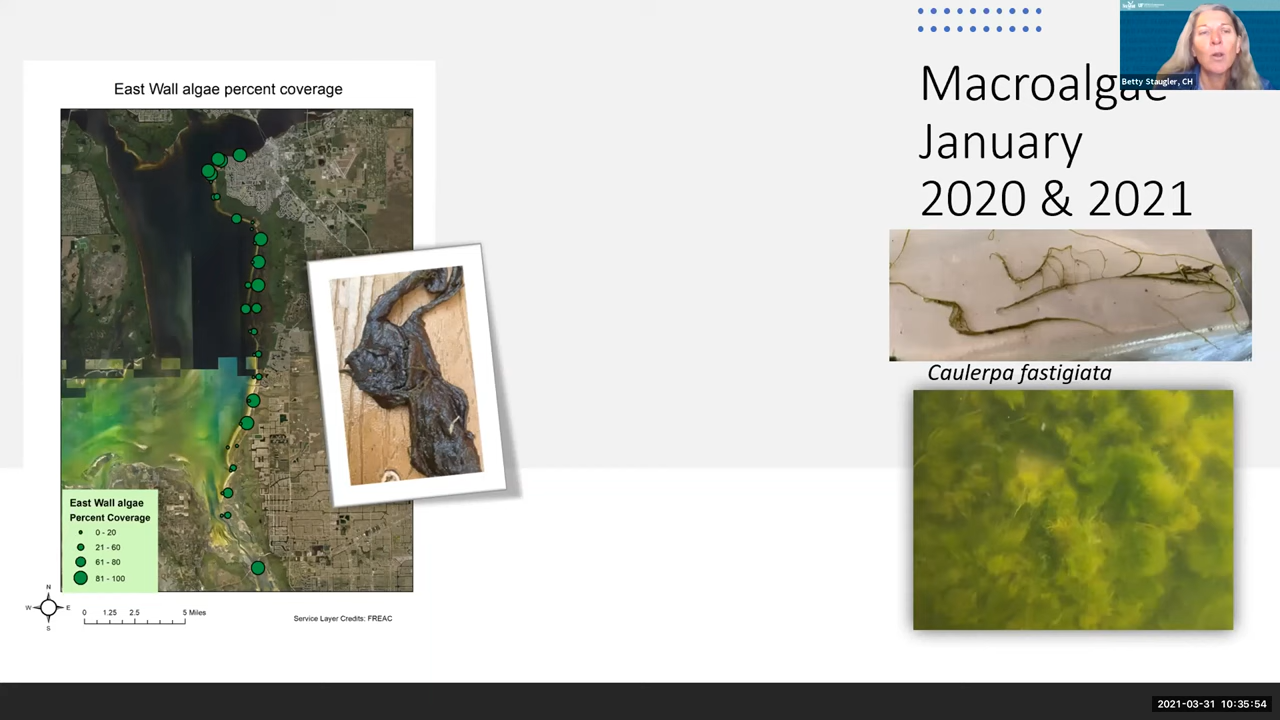 East Wall algae percent coverage
East Wall algae
Percent Coverage
0 - 20
21 - 60
61 - 80
81 - 100
N
W
E
S
0
1.25
2.5
5 Miles
Service Layer Credits: FREAC
Macroalgae
January
2020 & 2021
Caulerpa fastigiata
Betty Staugler, CH
2021-03-31 10:35:54